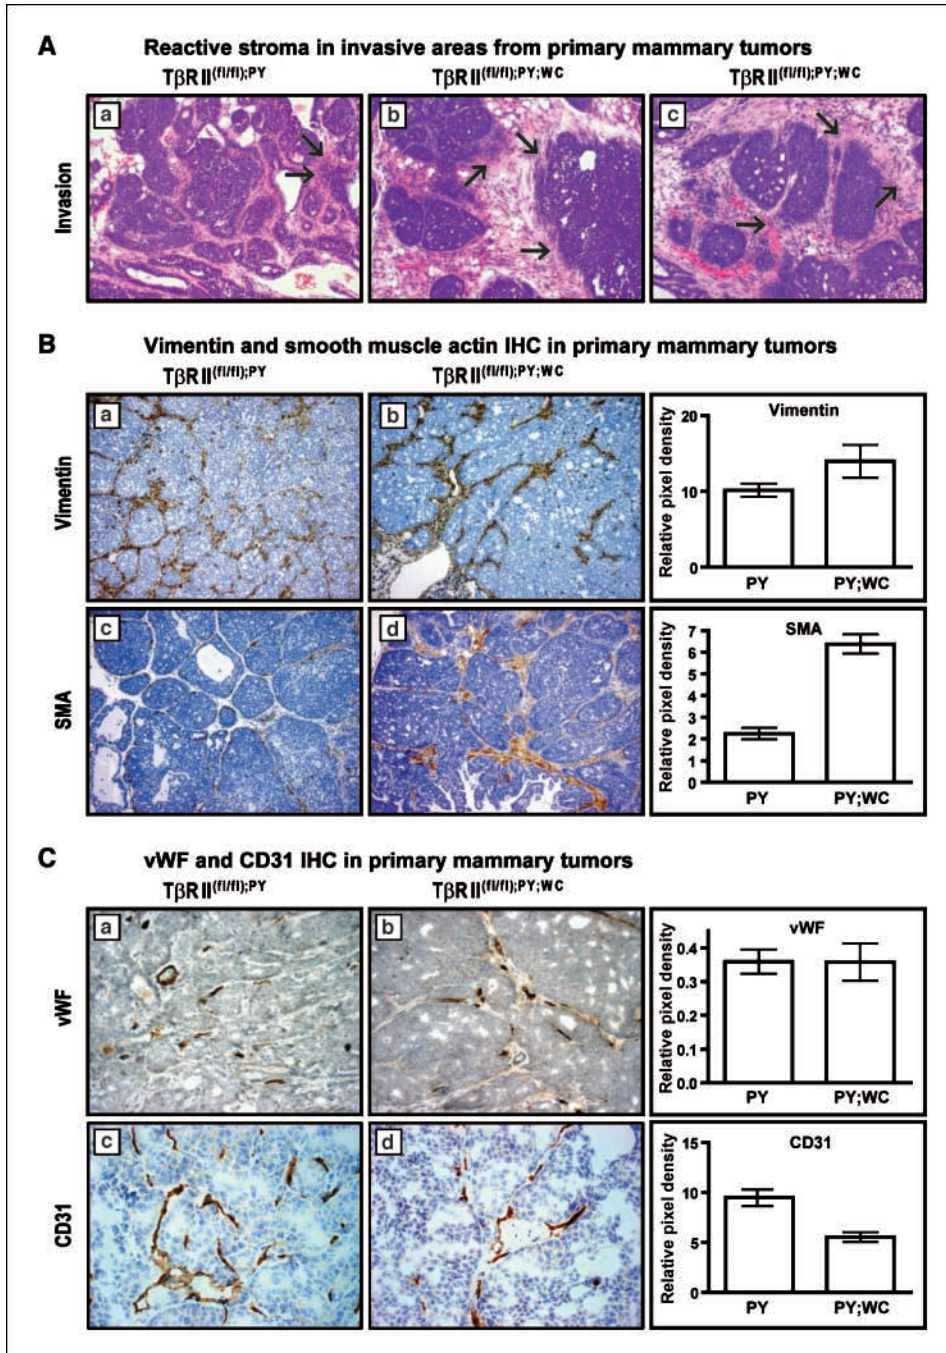 A Reactive stroma in invasive areas from primary mammary tumors
TβRII(fl/fl);PY TβRII(fl/fl);PY;WC TβRII(fl/fl);PY;WC
Invasion
a b c
B Vimentin and smooth muscle actin IHC in primary mammary tumors
TβRII(fl/fl);PY TβRII(fl/fl);PY;WC
Vimentin
a b
Vimentin
Relative pixel density
20
10
0
PY PY;WC
SMA
c d
SMA
Relative pixel density
7
6
5
4
3
2
1
0
PY PY;WC
C vWF and CD31 IHC in primary mammary tumors
TβRII(fl/fl);PY TβRII(fl/fl);PY;WC
vWF
a b
vWF
Relative pixel density
0.4
0.3
0.2
0.1
0.0
PY PY;WC
CD31
c d
CD31
Relative pixel density
15
10
5
0
PY PY;WC